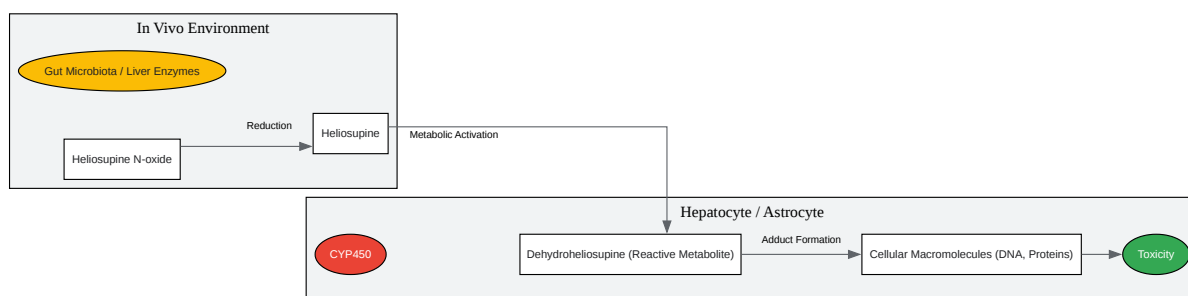 In Vivo Environment
Gut Microbiota / Liver Enzymes
Reduction
Heliosupine
Metabolic Activation
Heliosupine N-oxide
Hepatocyte / Astrocyte
Adduct Formation
CYP450
Dehydroheliosupine (Reactive Metabolite)
Cellular Macromolecules (DNA, Proteins)
Toxicity